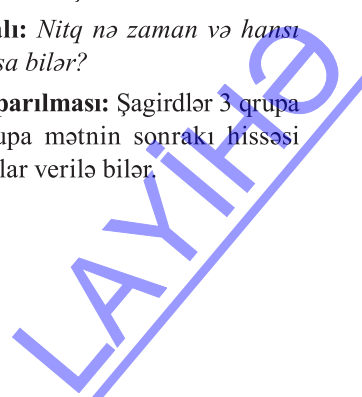 alı: Nitq nə zaman və hansı
sa bilər?
parılması: Şagirdlər 3 qrupa
upa mətnin sonrakı hissəsi
lar verilə bilər.
LAYİHƏ